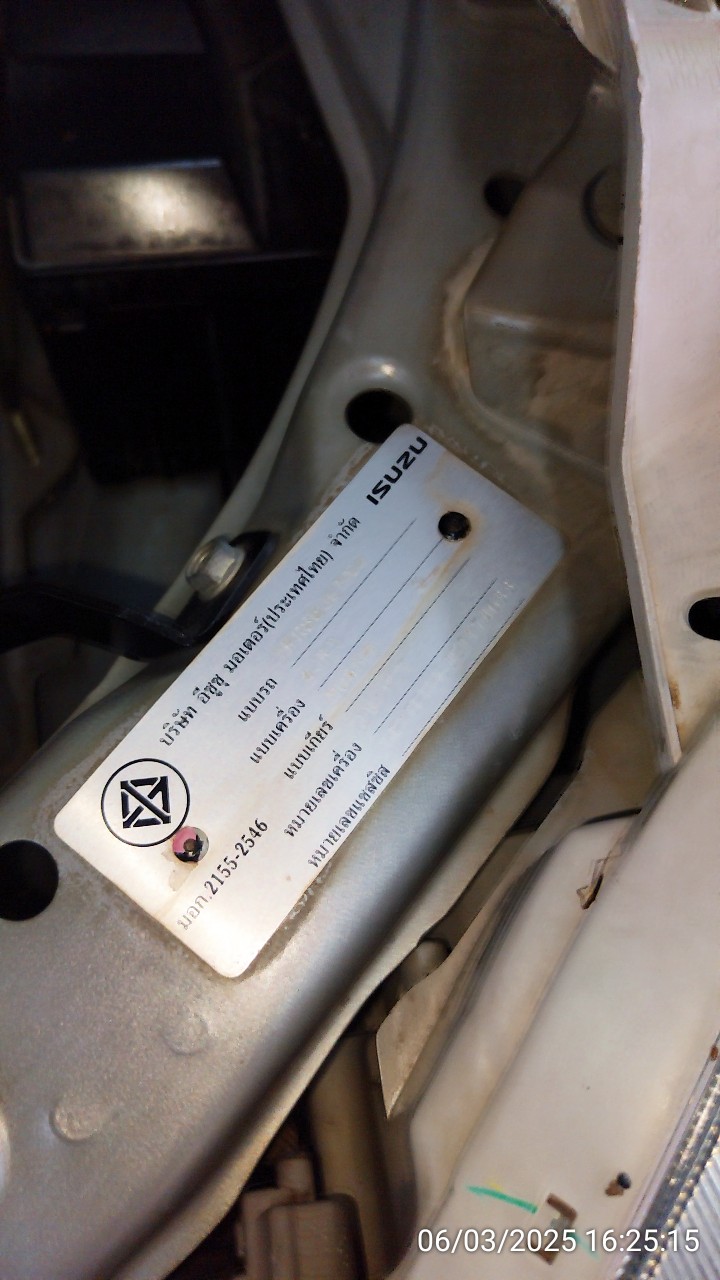 ISUZU
บริษัท อีซูซุ มอเตอร์(ประเทศไทย) จำกัด
แบบรถ
แบบเครื่อง
แบบเกียร์
หมายเลขเครื่อง
หมายเลขแชสซีส
มอก.2155-2546
06/03/2025 16:25:15